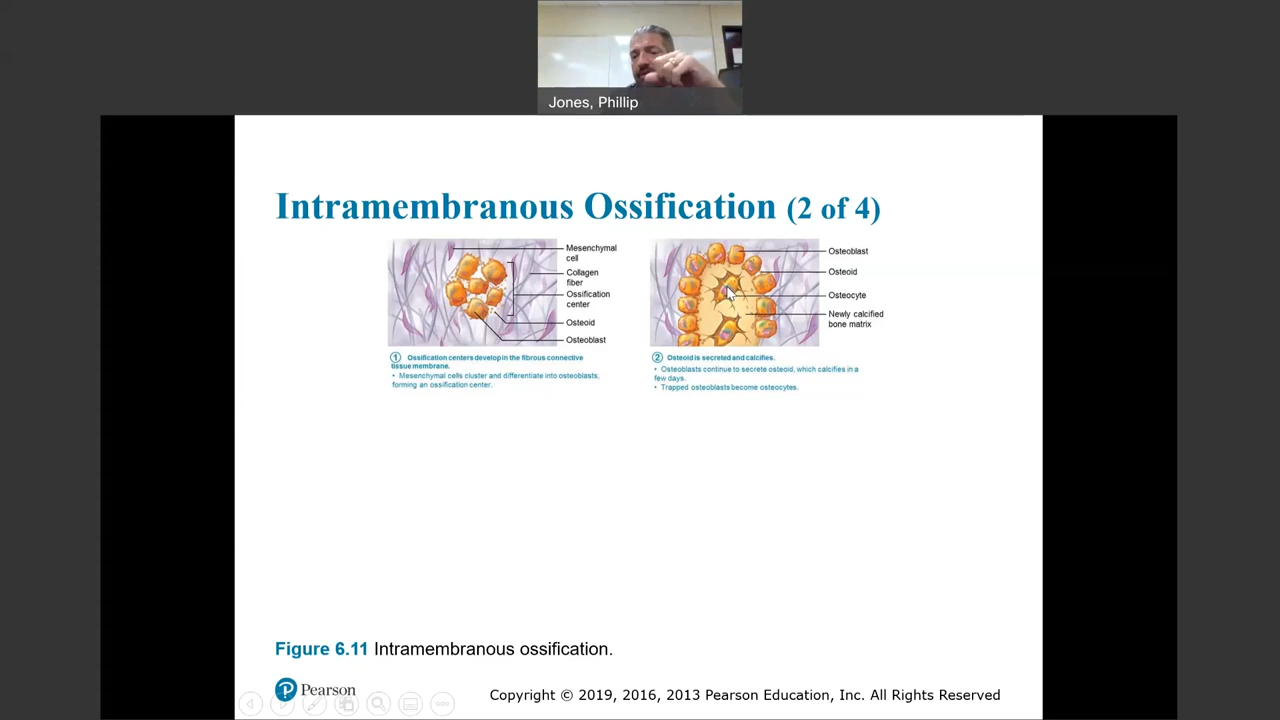 Jones, Phillip
Intramembranous Ossification (2 of 4)
Mesenchymal
cell
Collagen
fiber
Ossification
center
Osteoid
Osteoblast
① Ossification centers develop in the fibrous connective
tissue membrane.
• Mesenchymal cells cluster and differentiate into osteoblasts,
forming an ossification center.
Osteoblast
Osteoid
Osteocyte
Newly calcified
bone matrix
② Osteoid is secreted and calcifies.
• Osteoblasts continue to secrete osteoid, which calcifies in a
few days.
• Trapped osteoblasts become osteocytes.
Figure 6.11 Intramembranous ossification.
P Pearson
Copyright © 2019, 2016, 2013 Pearson Education, Inc. All Rights Reserved